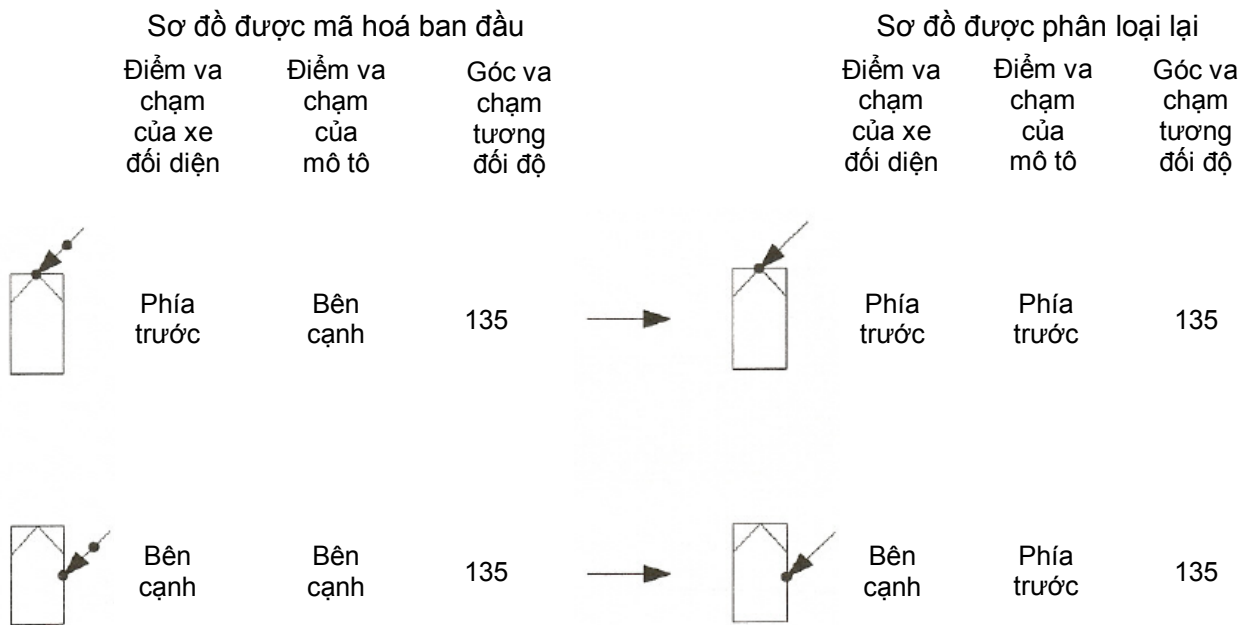 Sơ đồ được mã hoá ban đầu
Điểm va
chạm
của xe
đối diện
Điểm va
chạm
của
mô tô
Góc va
chạm
tương
đối độ
Sơ đồ được phân loại lại
Điểm va
chạm
của xe
đối diện
Điểm va
chạm
của
mô tô
Góc va
chạm
tương
đối độ
Phía
trước
Bên
cạnh
135
Phía
trước
Phía
trước
135
Bên
cạnh
Bên
cạnh
135
Bên
cạnh
Phía
trước
135